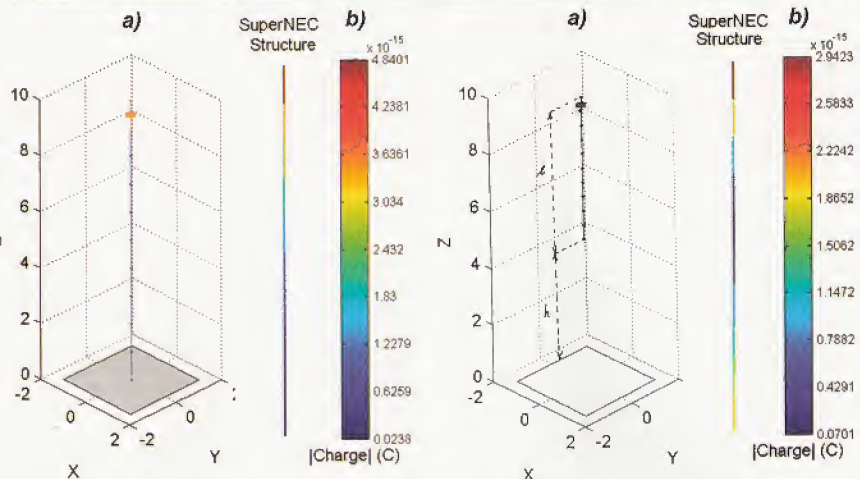 a)
SuperNEC
Structure
b)
x 10^-15
4.8401
4.2381
3.6361
3.034
2.432
1.83
1.2279
0.6259
0.0238
|Charge| (C)
10
8
6
4
2
0
-2
0
2
-2
0
X
Y
a)
SuperNEC
Structure
b)
x 10^-15
2.9423
2.5833
2.2242
1.8652
1.5062
1.1472
0.7882
0.4291
0.0701
|Charge| (C)
10
8
6
4
2
0
Z
ℓ
h
-2
0
2
-2
0
X
Y